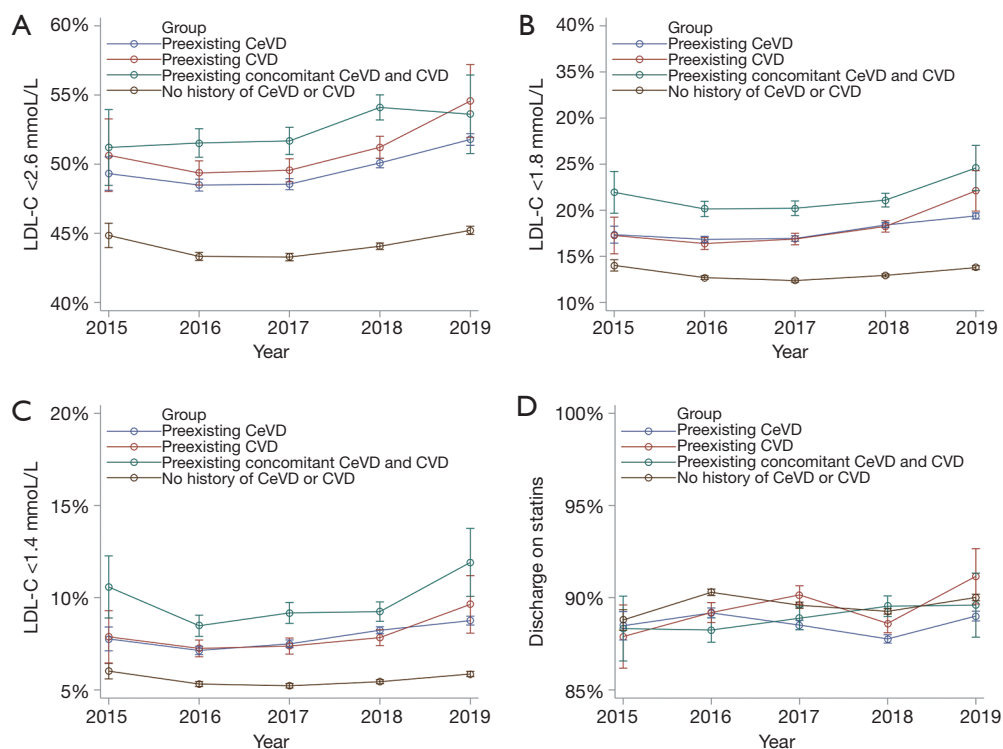 A
60%
55%
50%
45%
40%
LDL-C <2.6 mmoL/L
Group
Preexisting CeVD
Preexisting CVD
Preexisting concomitant CeVD and CVD
No history of CeVD or CVD
2015 2016 2017 2018 2019
Year
B
40%
35%
20%
25%
20%
15%
10%
LDL-C <1.8 mmoL/L
Group
Preexisting CeVD
Preexisting CVD
Preexisting concomitant CeVD and CVD
No history of CeVD or CVD
2015 2016 2017 2018 2019
Year
C
20%
15%
10%
5%
LDL-C <1.4 mmoL/L
Group
Preexisting CeVD
Preexisting CVD
Preexisting concomitant CeVD and CVD
No history of CeVD or CVD
2015 2016 2017 2018 2019
Year
D
100%
95%
90%
85%
Discharge on statins
Group
Preexisting CeVD
Preexisting CVD
Preexisting concomitant CeVD and CVD
No history of CeVD or CVD
2015 2016 2017 2018 2019
Year